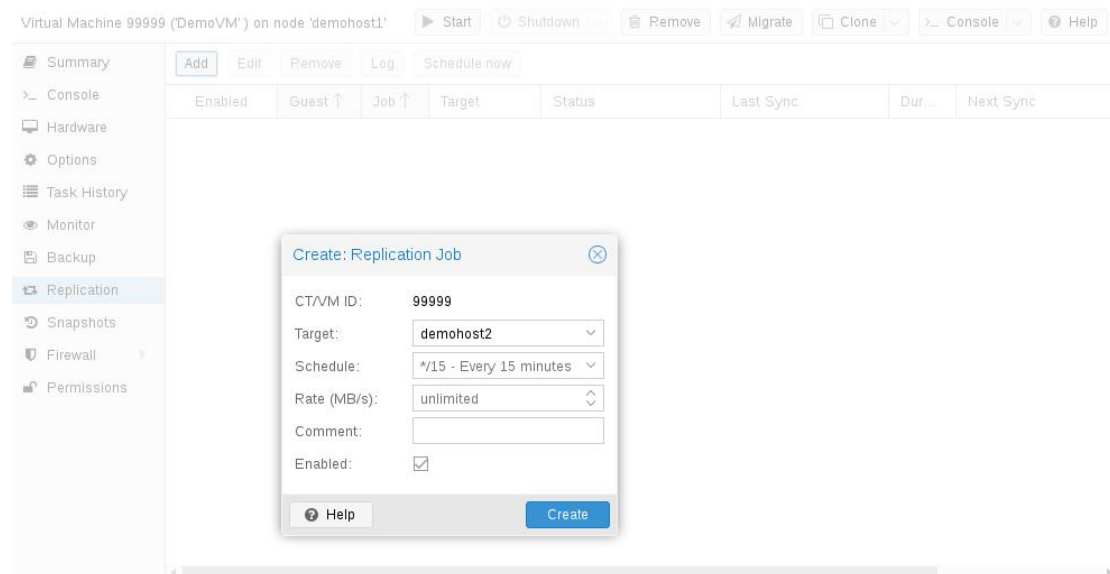 Virtual Machine 99999 ('DemoVM' ) on node 'demohost1' Start Shutdown Remove Migrate Clone >_ Console Help
Summary
>_ Console
Hardware
Options
Task History
Monitor
Backup
Replication
Snapshots
Firewall
Permissions
Add Edit Remove Log Schedule now
Enabled Guest ↑ Job ↑ Target Status Last Sync Dur... Next Sync
Create: Replication Job
CT/VM ID: 99999
Target: demohost2
Schedule: */15 - Every 15 minutes
Rate (MB/s): unlimited
Comment:
Enabled:
Help Create